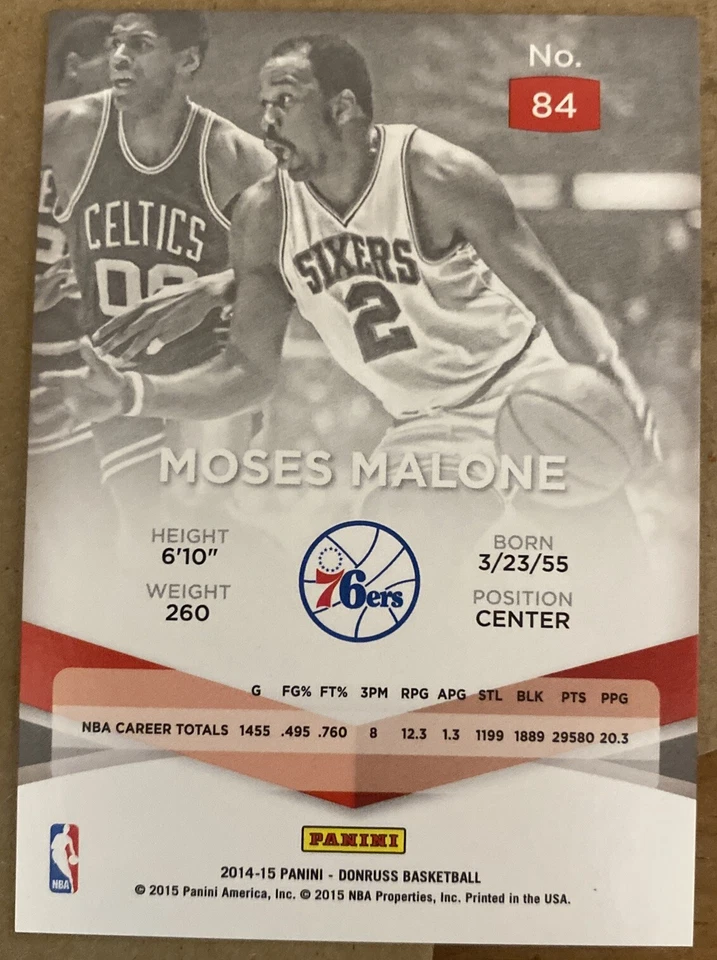 No.
84
CELTICS
00
SIXERS
2
MOSES MALONE
HEIGHT
6'10"
WEIGHT
260
76ers
BORN
3/23/55
POSITION
CENTER
G FG% FT% 3PM RPG APG STL BLK PTS PPG
NBA CAREER TOTALS 1455 .495 .760 8 12.3 1.3 1199 1889 29580 20.3
PANINI
NBA
2014-15 PANINI - DONRUSS BASKETBALL
© 2015 Panini America, Inc. © 2015 NBA Properties, Inc. Printed in the USA.